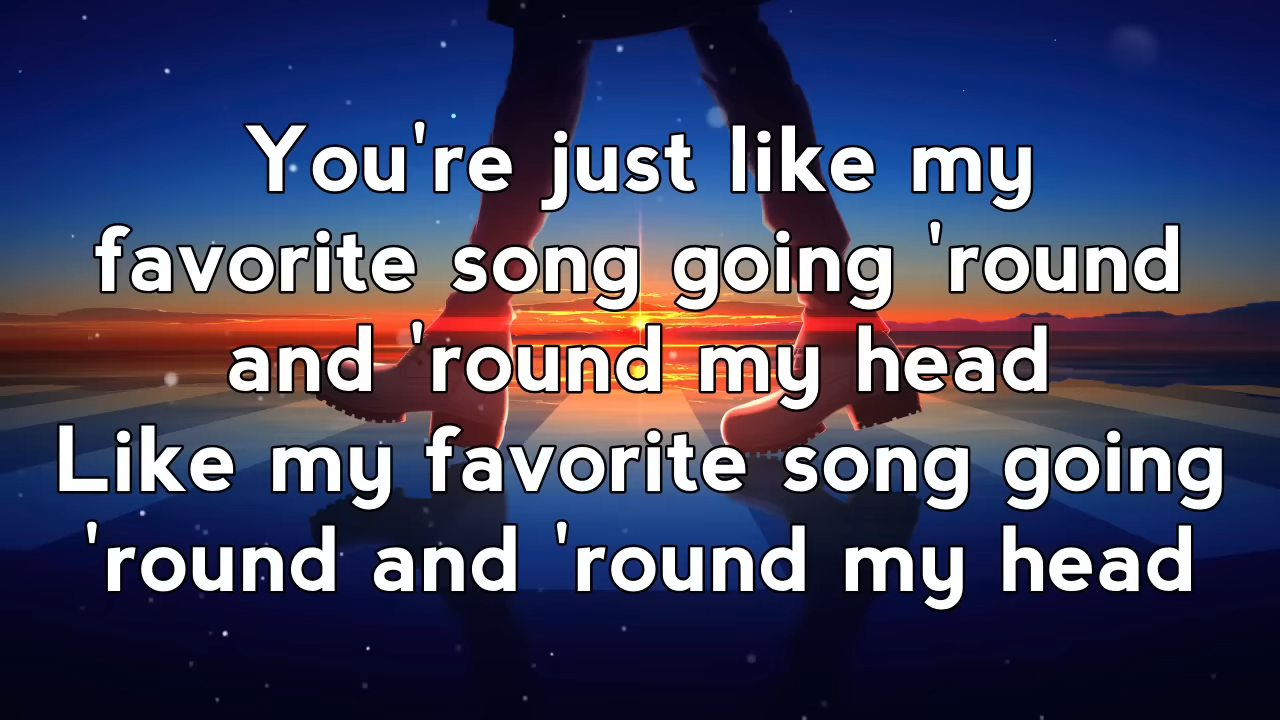 You're just like my
favorite song going 'round
and 'round my head
Like my favorite song going
'round and 'round my head